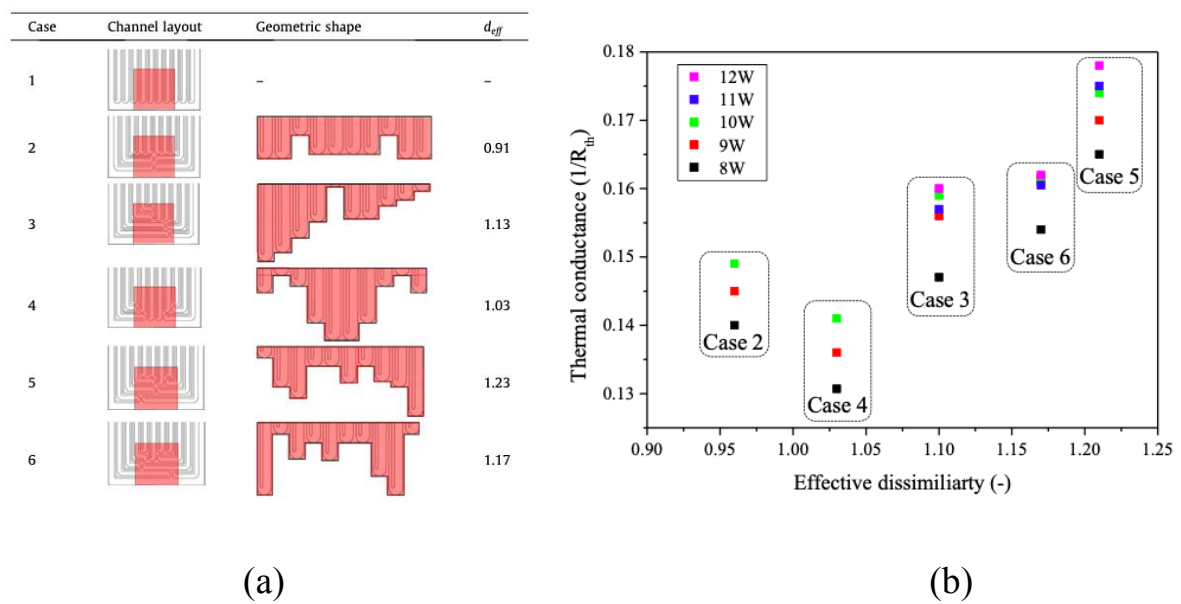 Case Channel layout Geometric shape d_eff
1 – –
2 0.91
3 1.13
4 1.03
5 1.23
6 1.17
(a)
0.18
0.17
0.16
0.15
0.14
0.13
Thermal conductance (1/R_th)
12W
11W
10W
9W
8W
Case 5
Case 6
Case 3
Case 2
Case 4
0.90 0.95 1.00 1.05 1.10 1.15 1.20 1.25
Effective dissimiliarty (-)
(b)